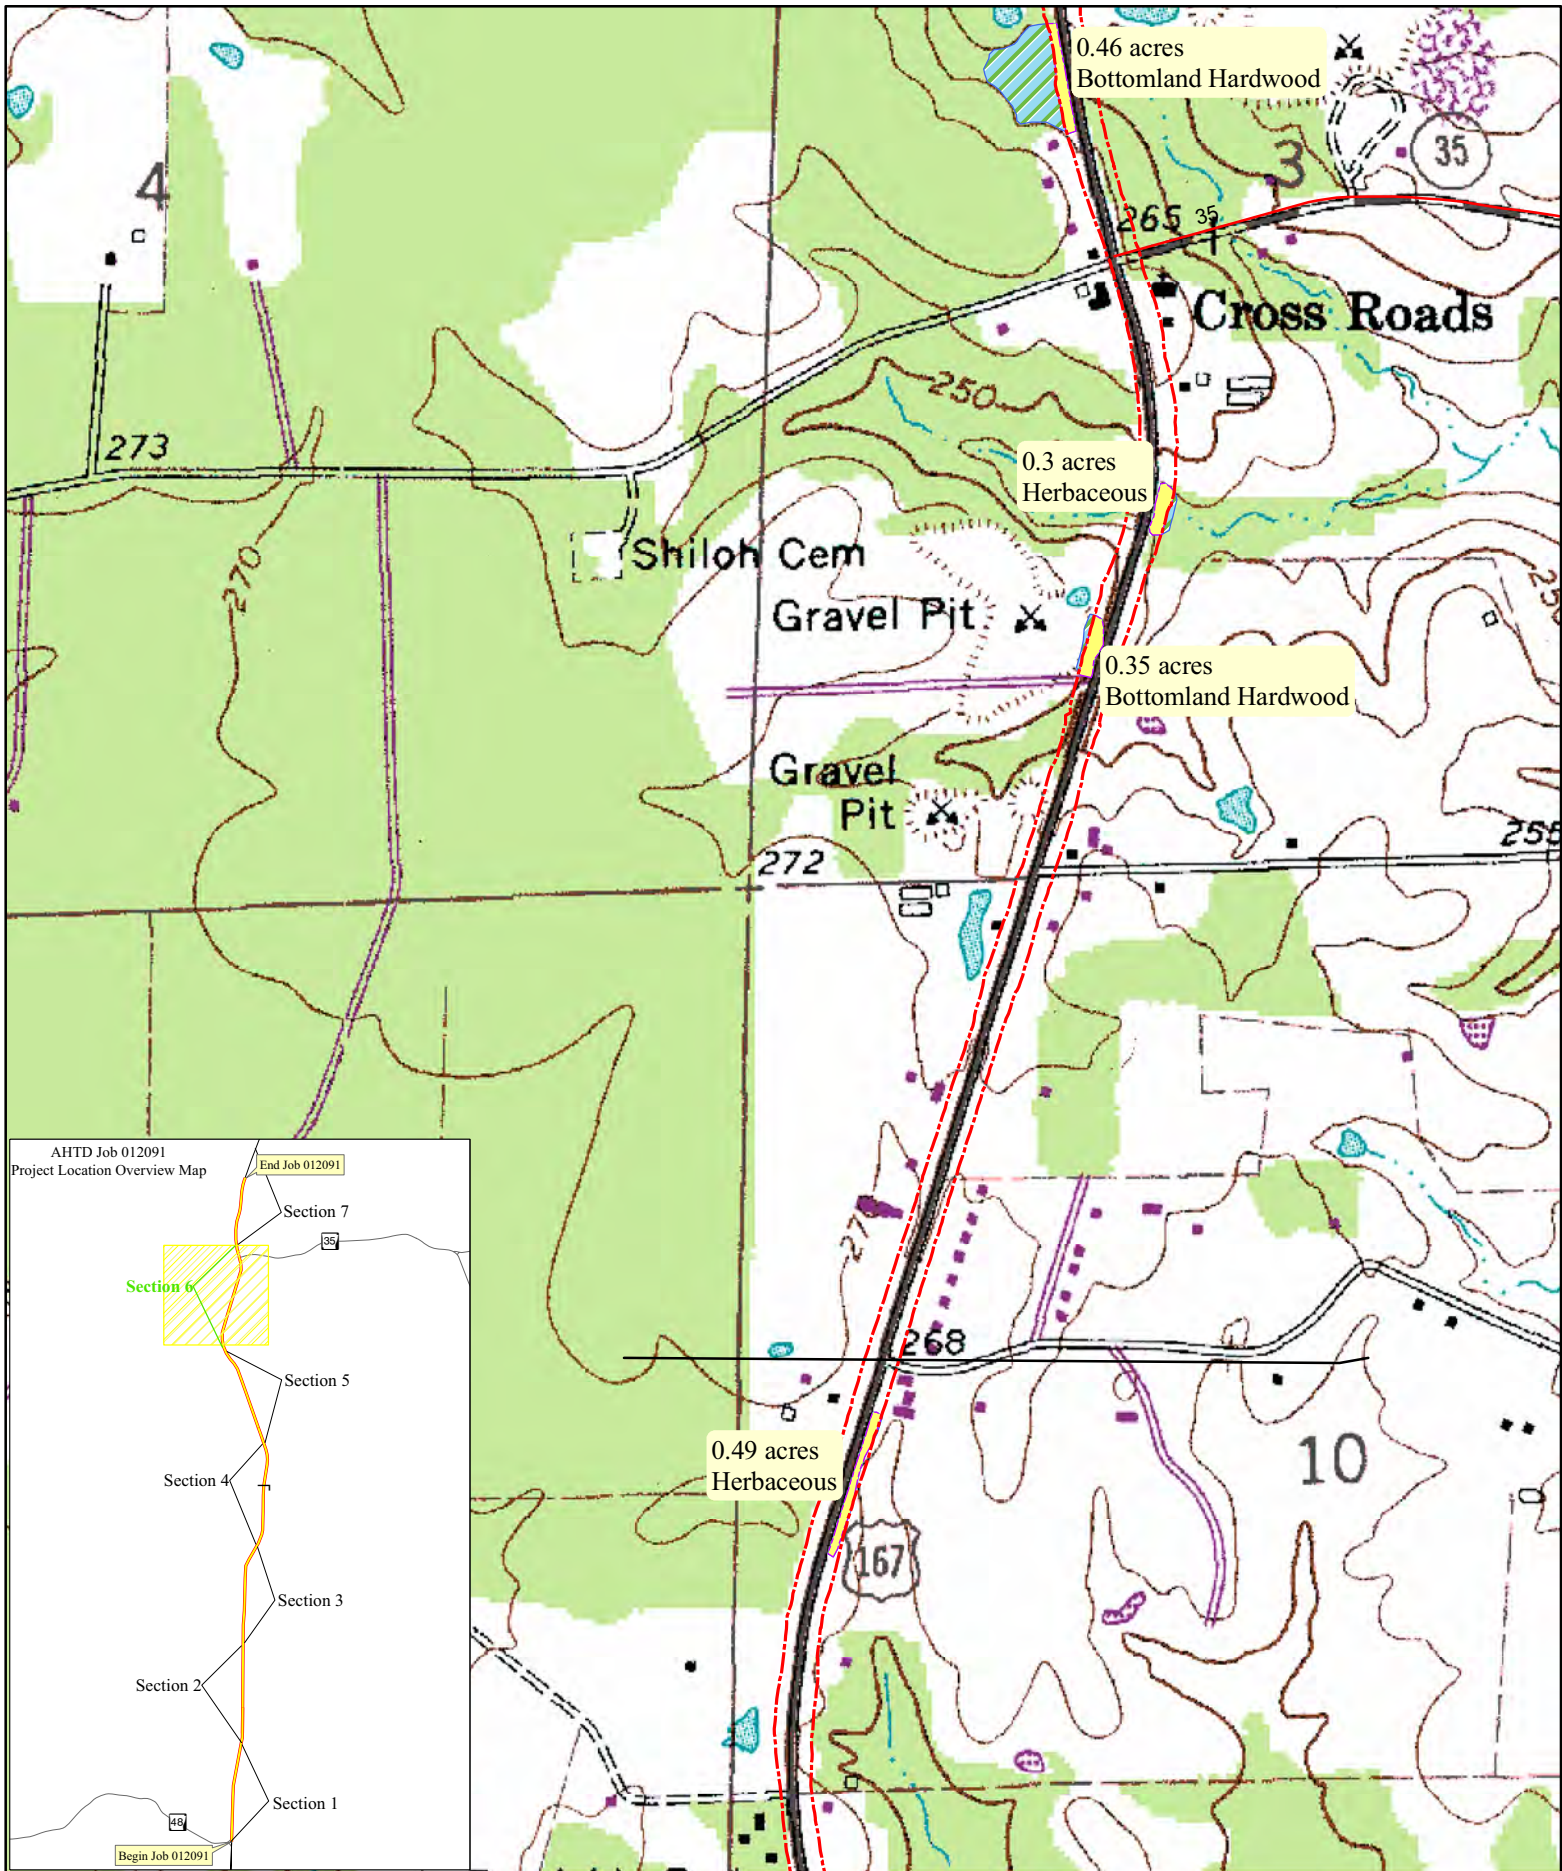 0.46 acres
Bottomland Hardwood
4
3
35
265
35
Cross Roads
250
273
0.3 acres
Herbaceous
Shiloh Cem
270
Gravel Pit
0.35 acres
Bottomland Hardwood
Gravel
Pit
272
268
0.49 acres
Herbaceous
10
167
AHTD Job 012091
Project Location Overview Map
End Job 012091
Section 7
35
Section 6
Section 5
Section 4
Section 3
Section 2
Section 1
48
Begin Job 012091